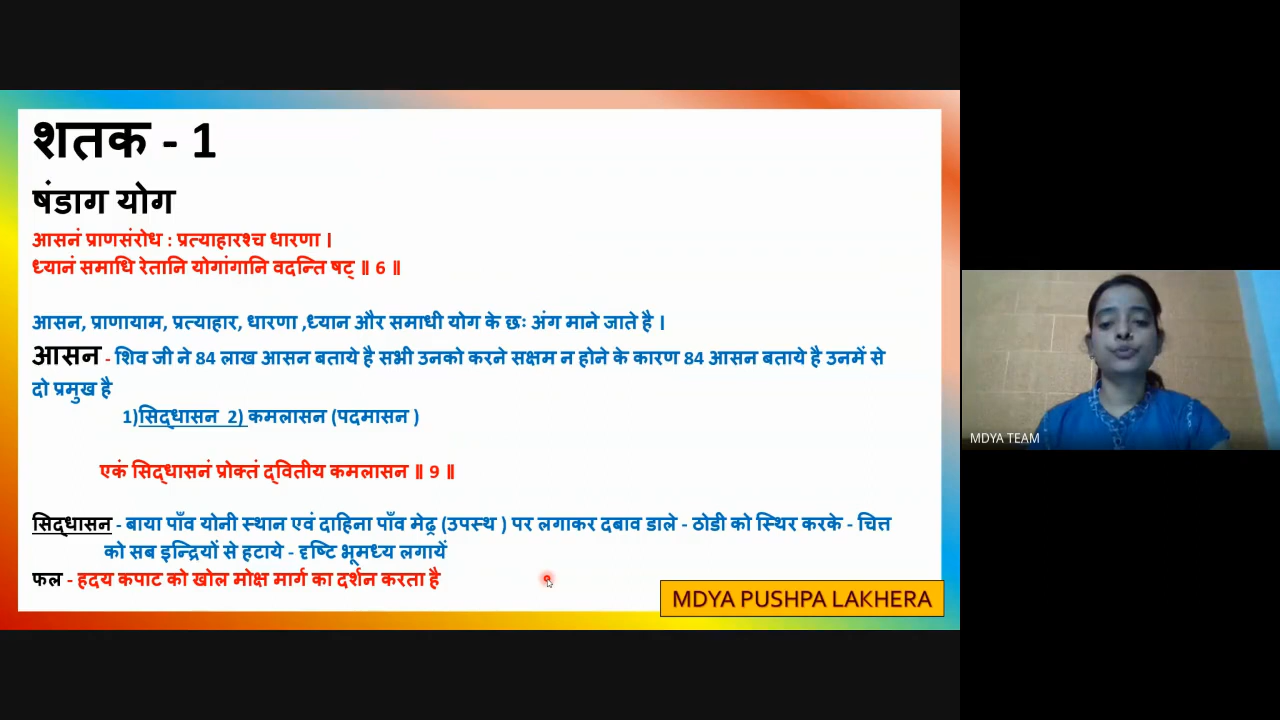 शतक - 1
षंडाग योग
आसनं प्राणसंरोध : प्रत्याहारश्च धारणा ।
ध्यानं समाधि रेतानि योगांगानि वदन्ति षट् ॥ 6 ॥
आसन, प्राणायाम, प्रत्याहार, धारणा ,ध्यान और समाधी योग के छः अंग माने जाते है ।
आसन - शिव जी ने 84 लाख आसन बताये है सभी उनको करने सक्षम न होने के कारण 84 आसन बताये है उनमें से
दो प्रमुख है
1)सिद्धासन 2) कमलासन (पदमासन )
एकं सिद्धासनं प्रोक्तं द्वितीय कमलासन ॥ 9 ॥
सिद्धासन - बाया पाँव योनी स्थान एवं दाहिना पाँव मेढ्र (उपस्थ ) पर लगाकर दबाव डाले - ठोडी को स्थिर करके - चित्त
को सब इन्द्रियों से हटाये - दृष्टि भूमध्य लगायें
फल - हृदय कपाट को खोल मोक्ष मार्ग का दर्शन करता है
MDYA PUSHPA LAKHERA
MDYA TEAM